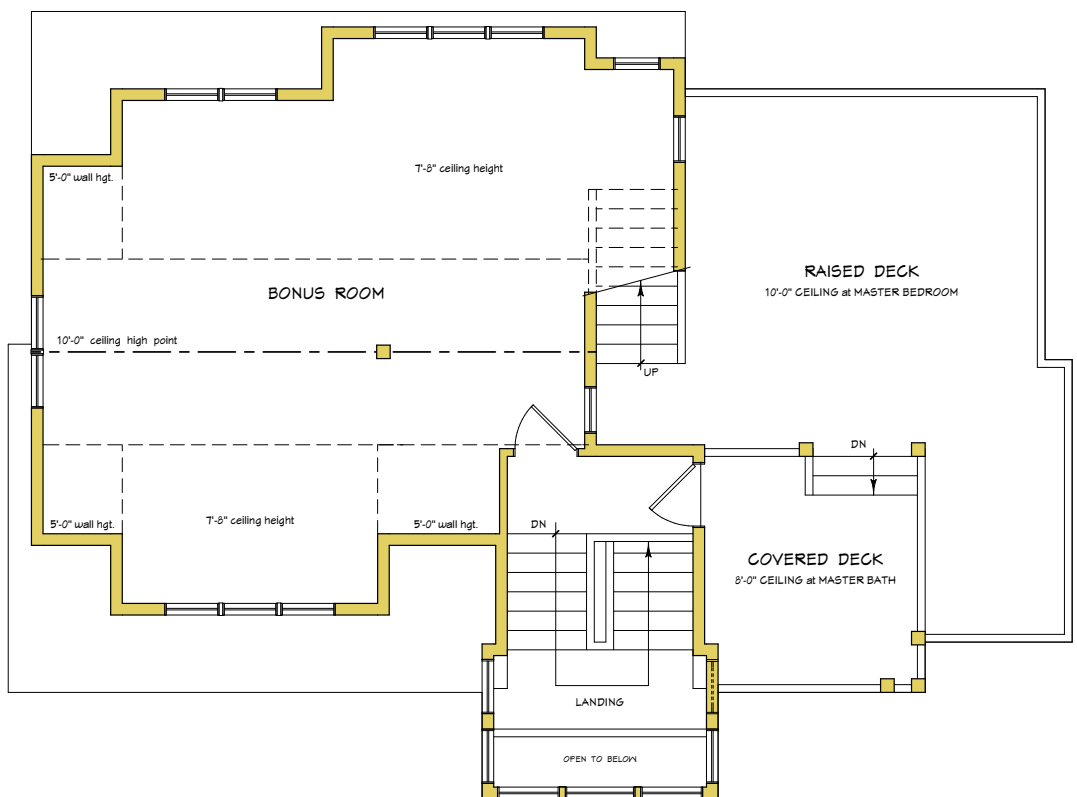 7'-8" ceiling height
5'-0" wall hgt.
RAISED DECK
10'-0" CEILING at MASTER BEDROOM
BONUS ROOM
10'-0" ceiling high point
UP
DN
5'-0" wall hgt.
7'-8" ceiling height
5'-0" wall hgt.
DN
COVERED DECK
8'-0" CEILING at MASTER BATH
LANDING
OPEN TO BELOW